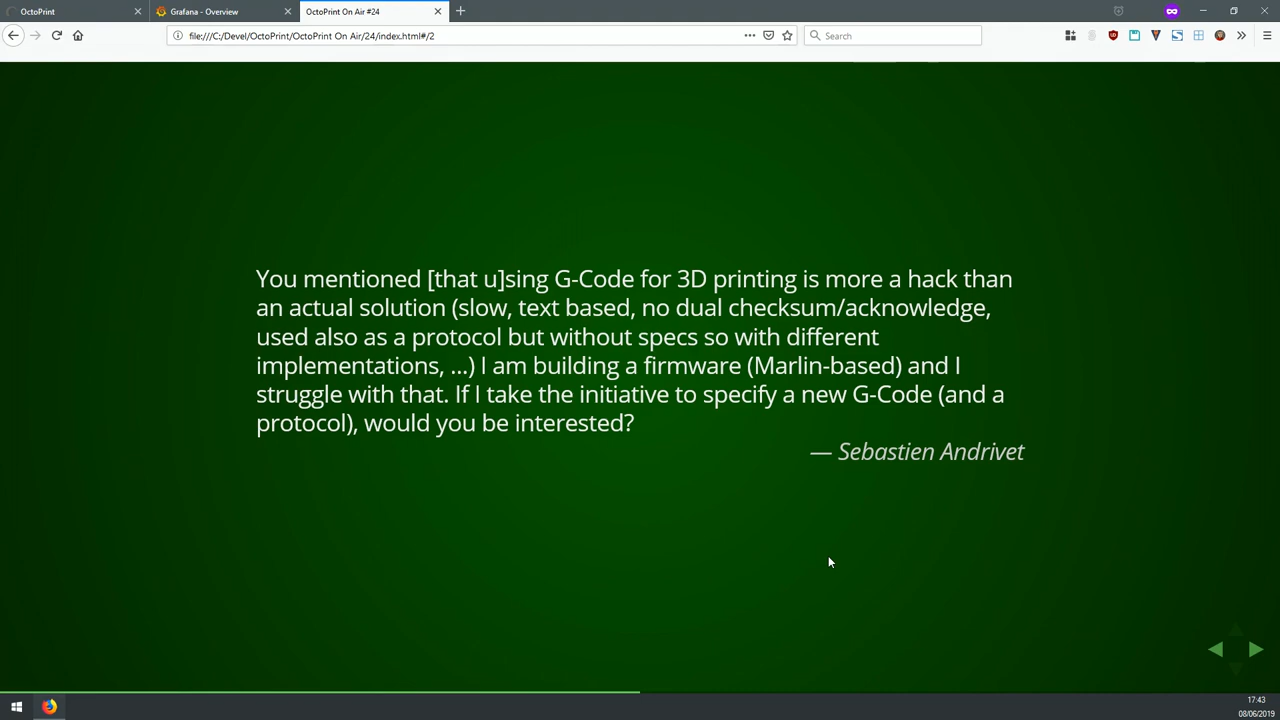 OctoPrint
Grafana - Overview
OctoPrint On Air #24
file:///C:/Devel/OctoPrint/OctoPrint On Air/24/index.html#/2
Search
You mentioned [that u]sing G-Code for 3D printing is more a hack than
an actual solution (slow, text based, no dual checksum/acknowledge,
used also as a protocol but without specs so with different
implementations, ...) I am building a firmware (Marlin-based) and I
struggle with that. If I take the initiative to specify a new G-Code (and a
protocol), would you be interested?
— Sebastien Andrivet
17:43
08/06/2019